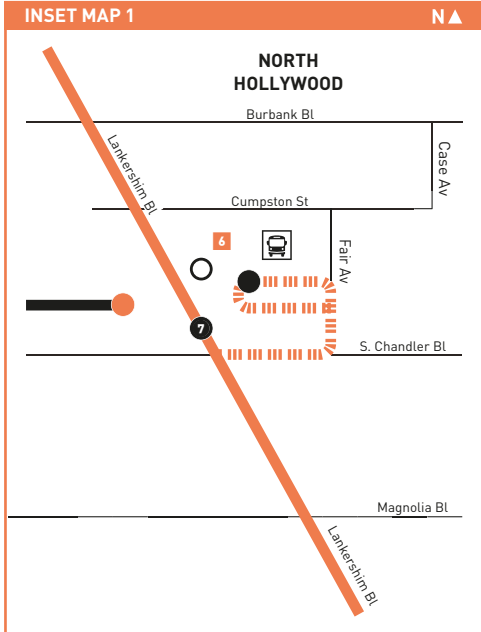 INSET MAP 1
N
NORTH
HOLLYWOOD
Burbank Bl
Lankershim Bl
Case Av
Cumpston St
6
Fair Av
7
S. Chandler Bl
Magnolia Bl
Lankershim Bl